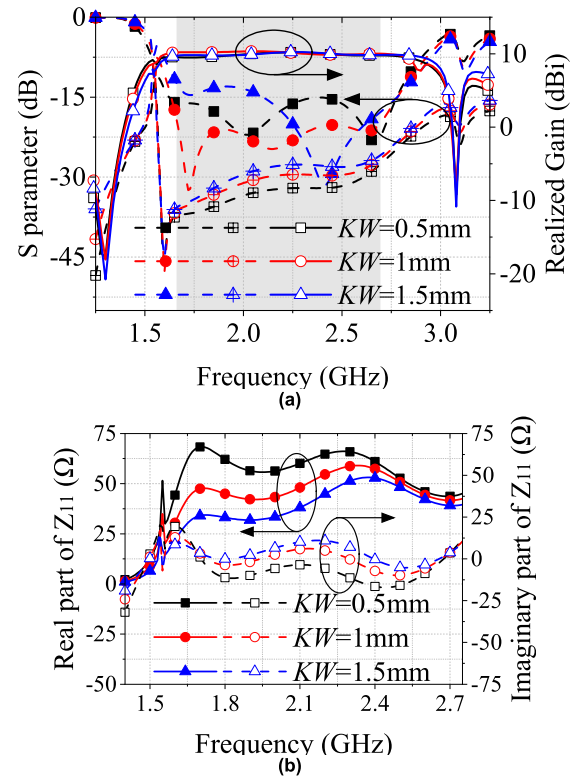 0
-15
-30
-45
S parameter (dB)
10
0
-10
-20
Realized Gain (dBi)
KW=0.5mm
KW=1mm
KW=1.5mm
1.5 2.0 2.5 3.0
Frequency (GHz)
(a)
75
50
25
0
-25
-50
Real part of Z11 (Ω)
75
50
25
0
-25
-50
-75
Imaginary part of Z11 (Ω)
KW=0.5mm
KW=1mm
KW=1.5mm
1.5 1.8 2.1 2.4 2.7
Frequency (GHz)
(b)